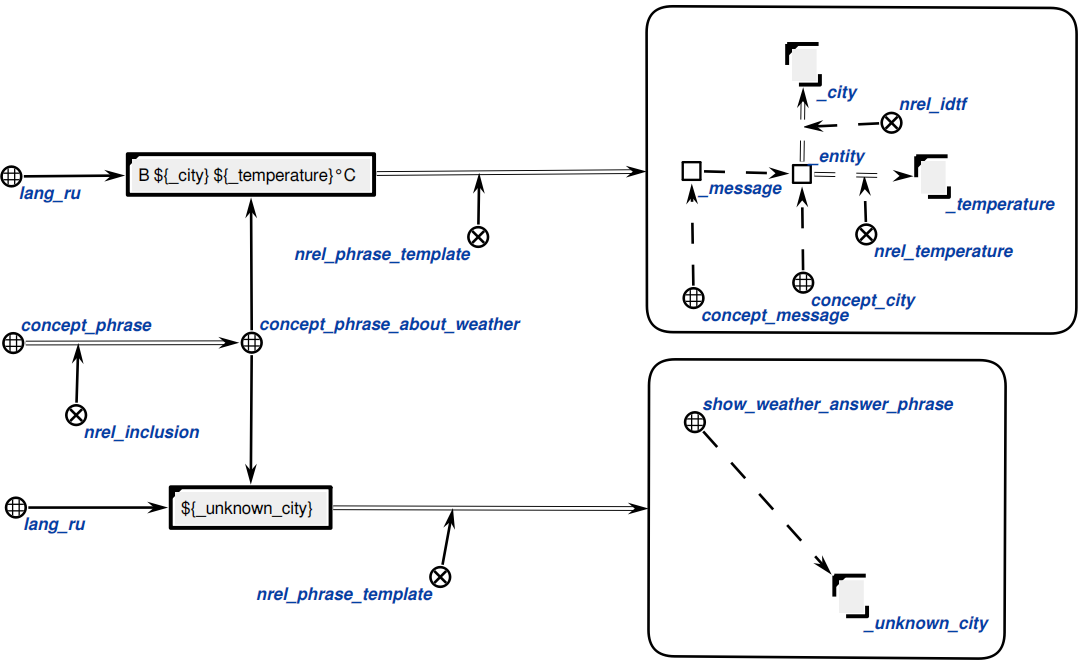 _city
nrel_idtf
_entity
lang_ru
В ${_city} ${_temperature}°C
_message
_temperature
nrel_phrase_template
nrel_temperature
concept_city
concept_message
concept_phrase
concept_phrase_about_weather
nrel_inclusion
show_weather_answer_phrase
${_unknown_city}
lang_ru
nrel_phrase_template
_unknown_city